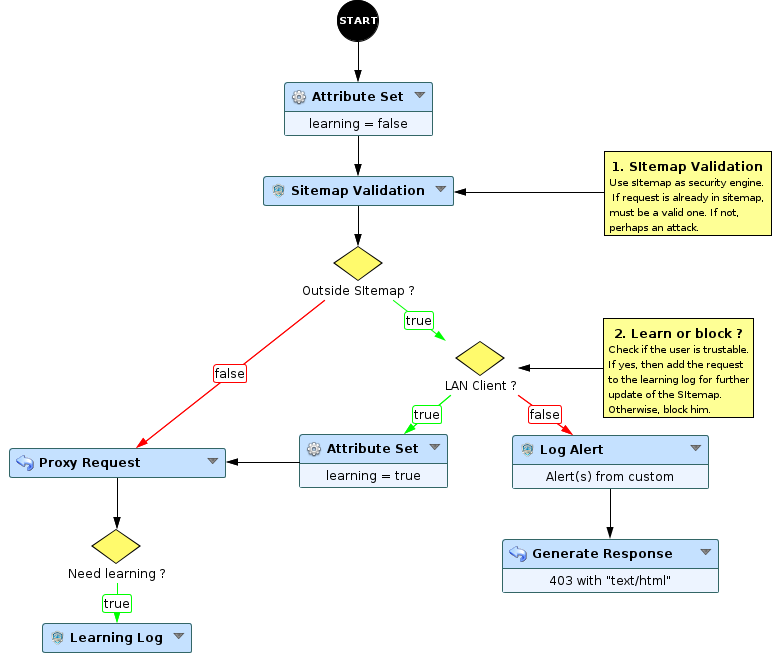 START
Attribute Set
learning = false
Sitemap Validation
1. SItemap Validation
Use sItemap as security engine.
If request is already in sitemap,
must be a valid one. If not,
perhaps an attack.
Outside SItemap ?
true
false
2. Learn or block ?
Check if the user is trustable.
If yes, then add the request
to the learning log for further
update of the SItemap.
Otherwise, block him.
LAN Client ?
true
false
Proxy Request
Attribute Set
learning = true
Log Alert
Alert(s) from custom
Need learning ?
true
Generate Response
403 with "text/html"
Learning Log